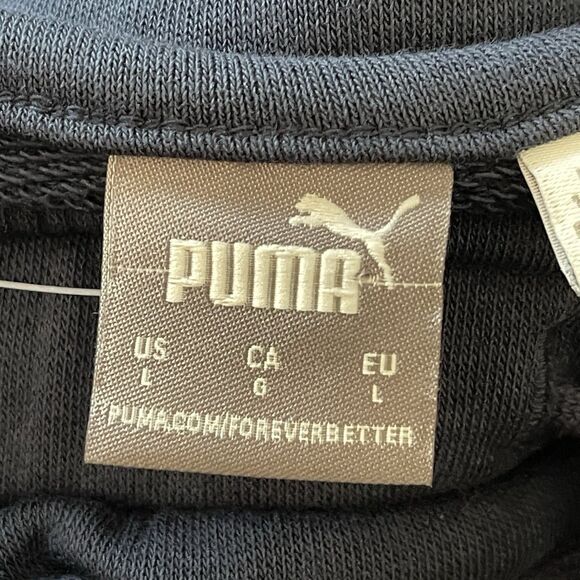 PUMA
US CA EU
L G L
PUMA.COM/FOREVERBETTER